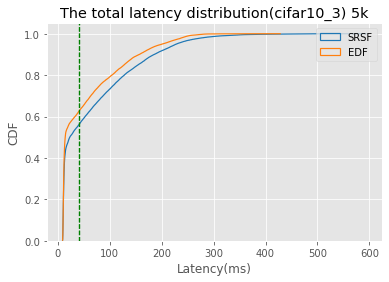 The total latency distribution(cifar10_3) 5k
1.0
0.8
0.6
0.4
0.2
0.0
CDF
SRSF
EDF
0 100 200 300 400 500 600
Latency(ms)